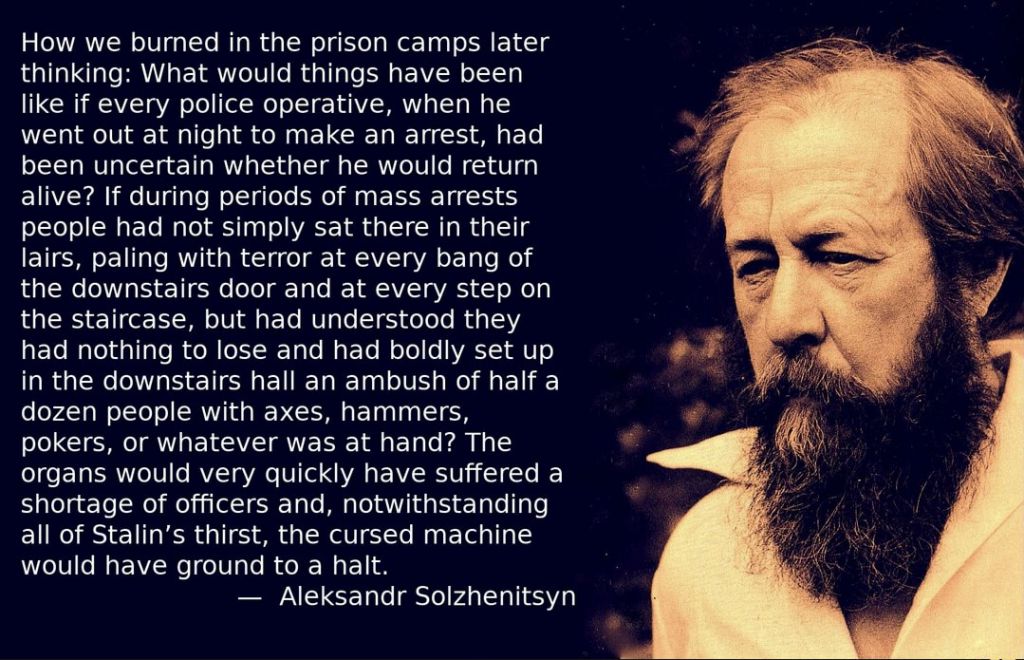 How we burned in the prison camps later
thinking: What would things have been
like if every police operative, when he
went out at night to make an arrest, had
been uncertain whether he would return
alive? If during periods of mass arrests
people had not simply sat there in their
lairs, paling with terror at every bang of
the downstairs door and at every step on
the staircase, but had understood they
had nothing to lose and had boldly set up
in the downstairs hall an ambush of half a
dozen people with axes, hammers,
pokers, or whatever was at hand? The
organs would very quickly have suffered a
shortage of officers and, notwithstanding
all of Stalin’s thirst, the cursed machine
would have ground to a halt.
— Aleksandr Solzhenitsyn